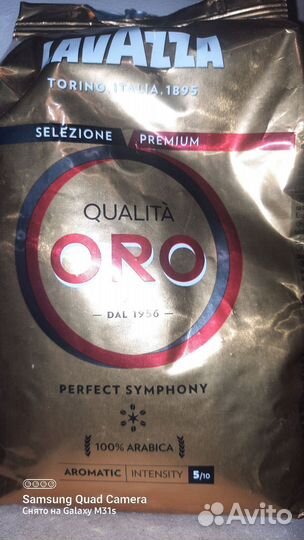 LAVAZZA
TORINO, ITALIA, 1895
SELEZIONE PREMIUM
QUALITÀ
ORO
DAL 1956
PERFECT SYMPHONY
100% ARABICA
AROMATIC INTENSITY 5/10
Samsung Quad Camera
Снято на Galaxy M31s
Avito